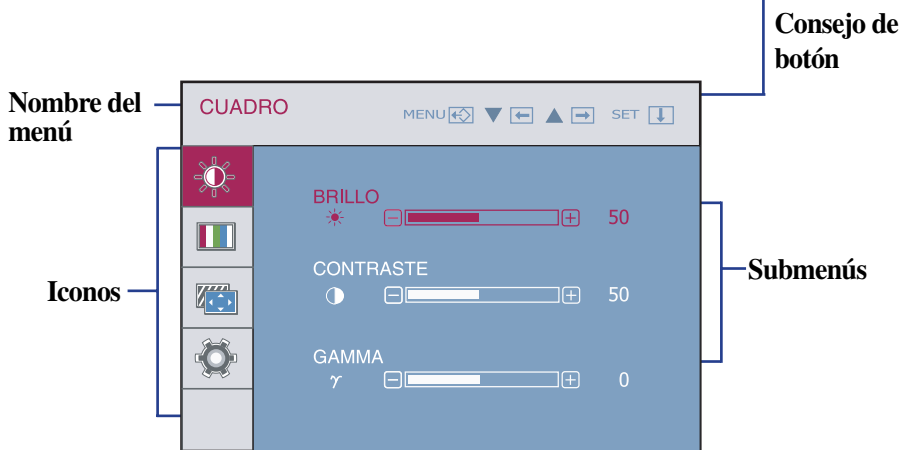 Consejo de
botón
Nombre del
menú
CUADRO
MENU SET
BRILLO
50
CONTRASTE
50
GAMMA
γ 0
Iconos
Submenús